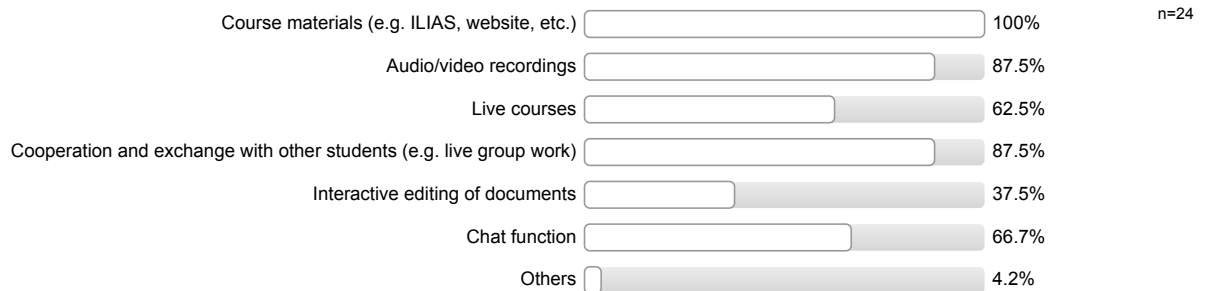 Course materials (e.g. ILIAS, website, etc.) 100% n=24
Audio/video recordings 87.5%
Live courses 62.5%
Cooperation and exchange with other students (e.g. live group work) 87.5%
Interactive editing of documents 37.5%
Chat function 66.7%
Others 4.2%